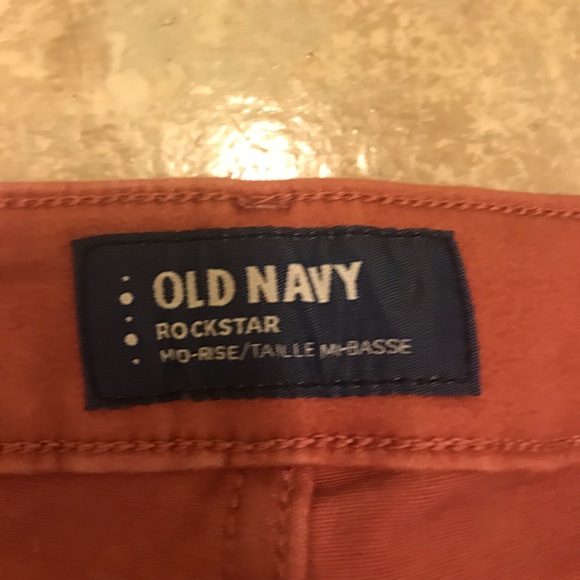 OLD NAVY
ROCKSTAR
MID-RISE/TAILLE MI-BASSE